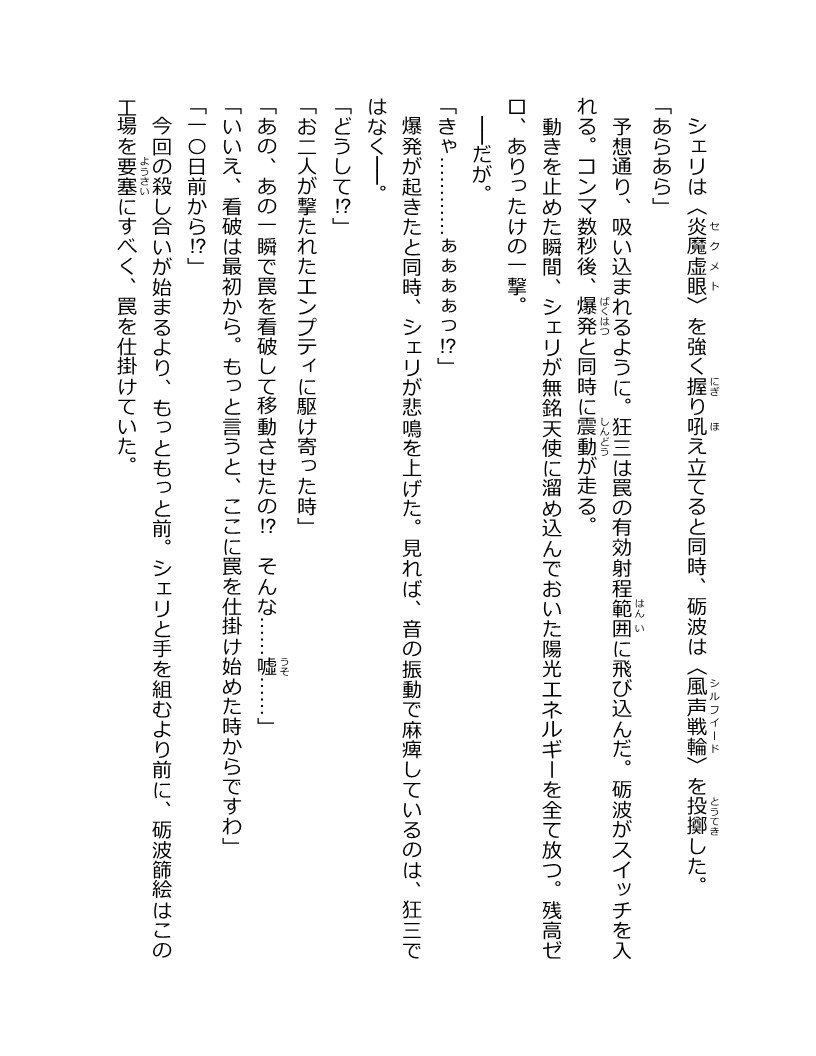 シェリは〈炎魔虚眼〉を強く握り吼え立てると同時、砺波は〈風声戦輪〉を投擲した。
「あらあら」
予想通り、吸い込まれるように。狂三は罠の有効射程範囲に飛び込んだ。砺波がスイッチを入
れる。コンマ数秒後、爆発と同時に震動が走る。
動きを止めた瞬間、シェリが無銘天使に溜め込んでおいた陽光エネルギーを全て放つ。残高ゼ
ロ、ありったけの一撃。
――だが。
「きゃ…………ぁぁぁぁっ!?」
爆発が起きたと同時、シェリが悲鳴を上げた。見れば、音の振動で麻痺しているのは、狂三で
はなく――。
「どうして!?」
「お二人が撃たれたエンプティに駆け寄った時」
「あの、あの一瞬で罠を看破して移動させたの!?　そんな……嘘……」
「いいえ、看破は最初から。もっと言うと、ここに罠を仕掛け始めた時からですわ」
「一〇日前から!?」
今回の殺し合いが始まるより、もっともっと前。シェリと手を組むより前に、砺波篩絵はこの
工場を要塞にすべく、罠を仕掛けていた。